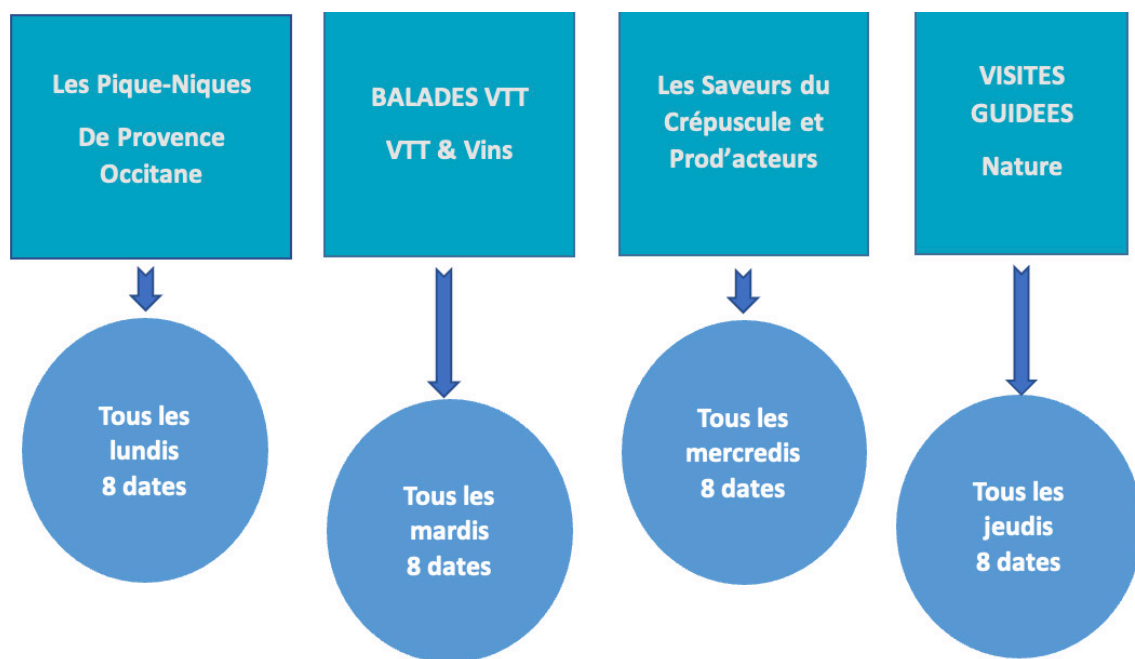 Les Pique-Niques
De Provence
Occitane
BALADES VTT
VTT & Vins
Les Saveurs du
Crépuscule et
Prod’acteurs
VISITES
GUIDEES
Nature
Tous les
lundis
8 dates
Tous les
mardis
8 dates
Tous les
mercredis
8 dates
Tous les
jeudis
8 dates